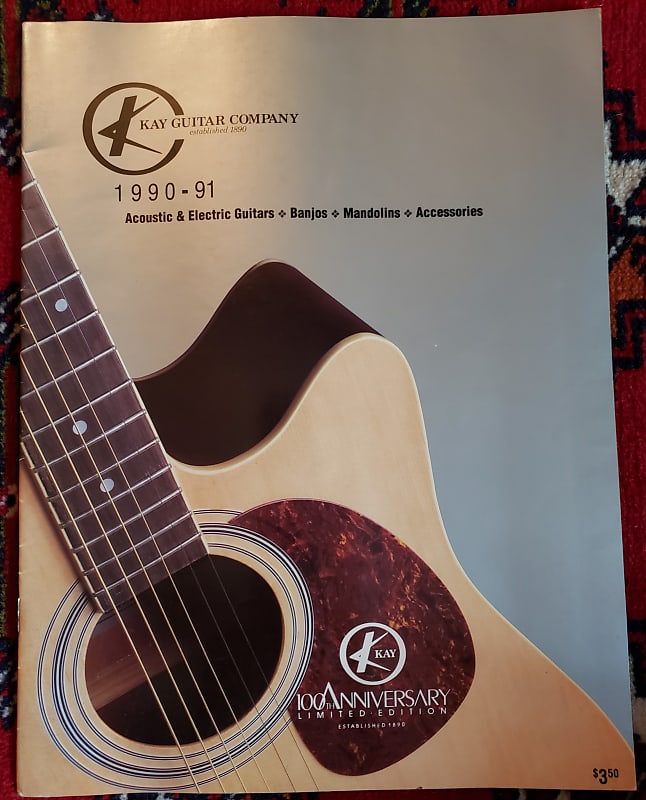 KAY GUITAR COMPANY
established 1890
1990-91
Acoustic & Electric Guitars ❖ Banjos ❖ Mandolins ❖ Accessories
KAY
100TH ANNIVERSARY
LIMITED·EDITION
ESTABLISHED 1890
$3.50